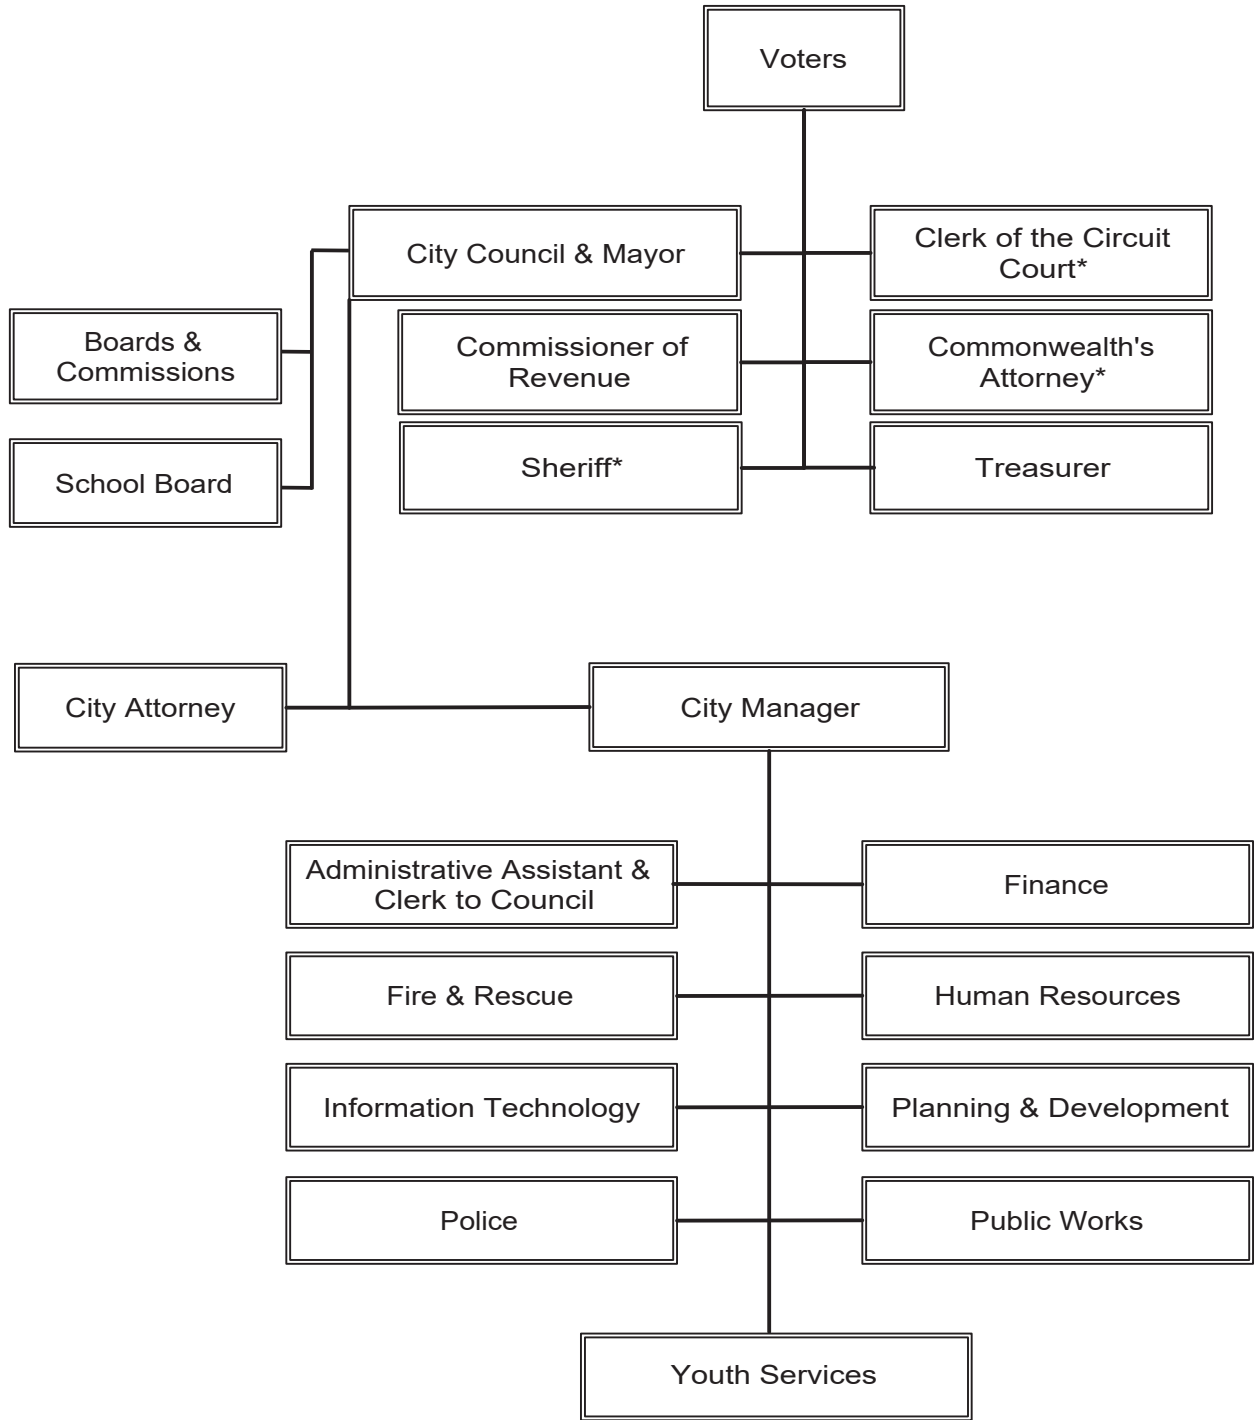 Voters
City Council & Mayor
Clerk of the Circuit
Court*
Boards &
Commissions
Commissioner of
Revenue
Commonwealth's
Attorney*
School Board
Sheriff*
Treasurer
City Attorney
City Manager
Administrative Assistant &
Clerk to Council
Finance
Fire & Rescue
Human Resources
Information Technology
Planning & Development
Police
Public Works
Youth Services